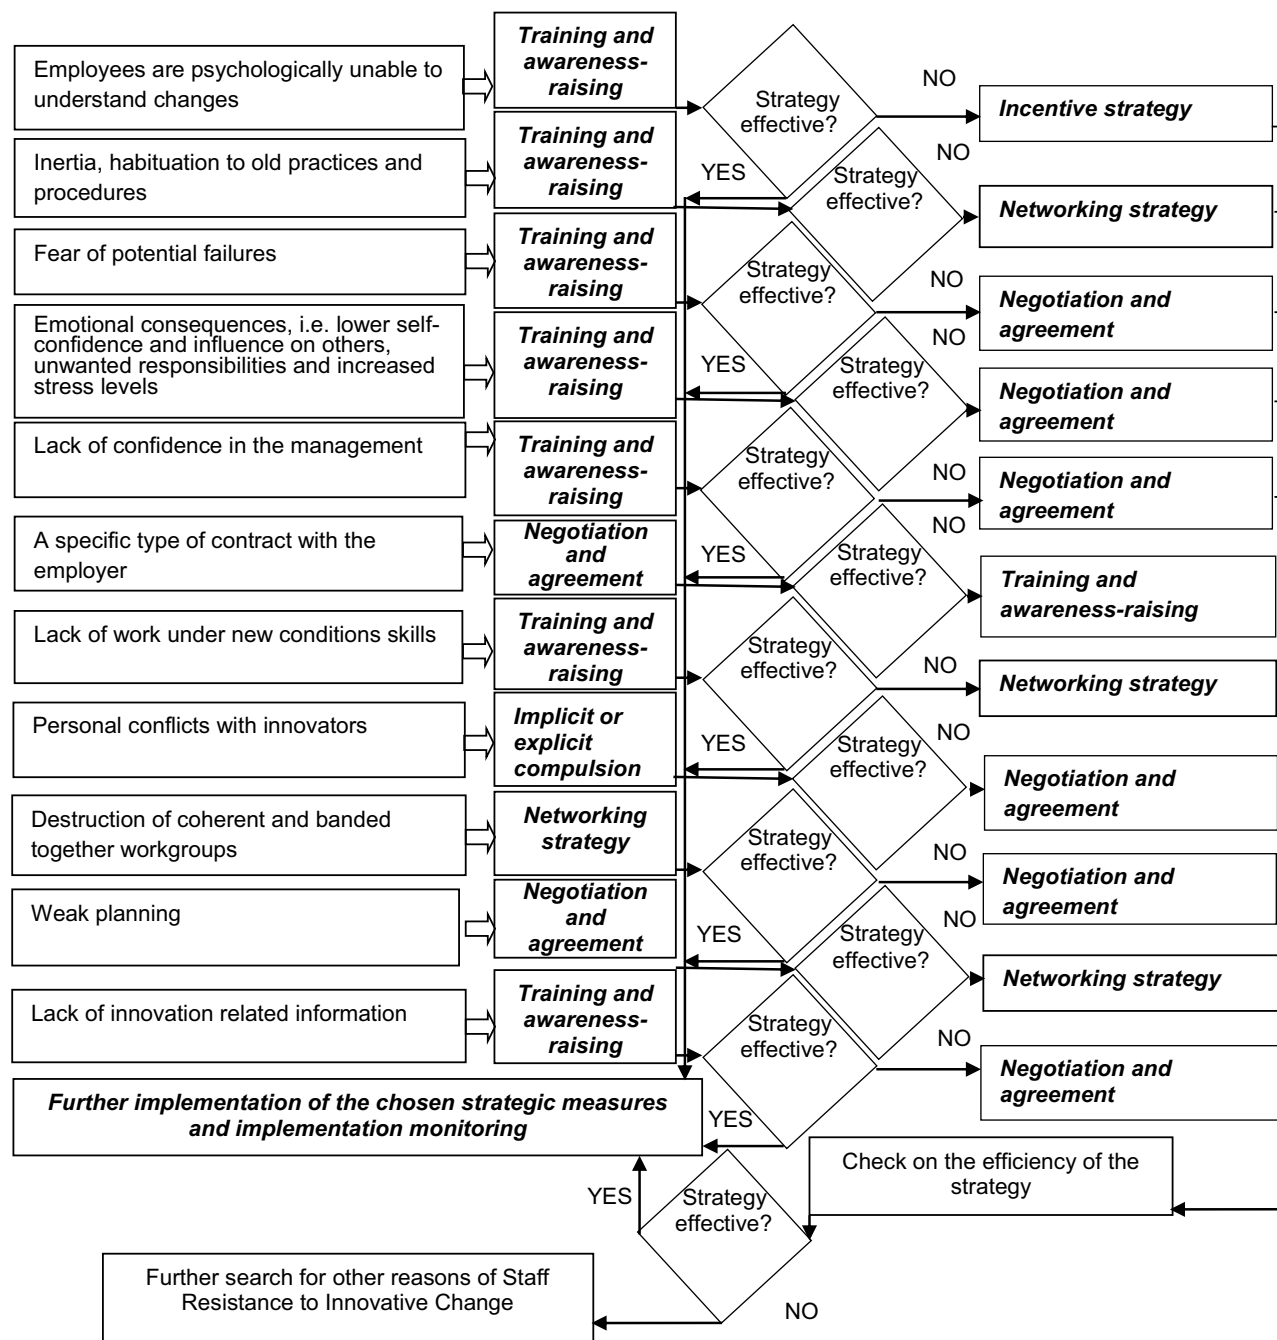 Employees are psychologically unable to
understand changes
Training and
awareness-
raising
Strategy
effective?
NO
YES
Incentive strategy
Inertia, habituation to old practices and
procedures
Training and
awareness-
raising
Strategy
effective?
NO
Networking strategy
Fear of potential failures
Training and
awareness-
raising
Strategy
effective?
NO
YES
Negotiation and
agreement
Emotional consequences, i.e. lower self-
confidence and influence on others,
unwanted responsibilities and increased
stress levels
Training and
awareness-
raising
Strategy
effective?
NO
Negotiation and
agreement
Lack of confidence in the management
Training and
awareness-
raising
Strategy
effective?
NO
YES
Negotiation and
agreement
A specific type of contract with the
employer
Negotiation
and
agreement
Strategy
effective?
NO
Training and
awareness-raising
Lack of work under new conditions skills
Training and
awareness-
raising
Strategy
effective?
NO
YES
Networking strategy
Personal conflicts with innovators
Implicit or
explicit
compulsion
Strategy
effective?
NO
Negotiation and
agreement
Destruction of coherent and banded
together workgroups
Networking
strategy
Strategy
effective?
NO
YES
Negotiation and
agreement
Weak planning
Negotiation
and
agreement
Strategy
effective?
NO
Networking strategy
Lack of innovation related information
Training and
awareness-
raising
Strategy
effective?
NO
YES
Negotiation and
agreement
Further implementation of the chosen strategic measures
and implementation monitoring
Check on the efficiency of the
strategy
YES
Strategy
effective?
NO
Further search for other reasons of Staff
Resistance to Innovative Change